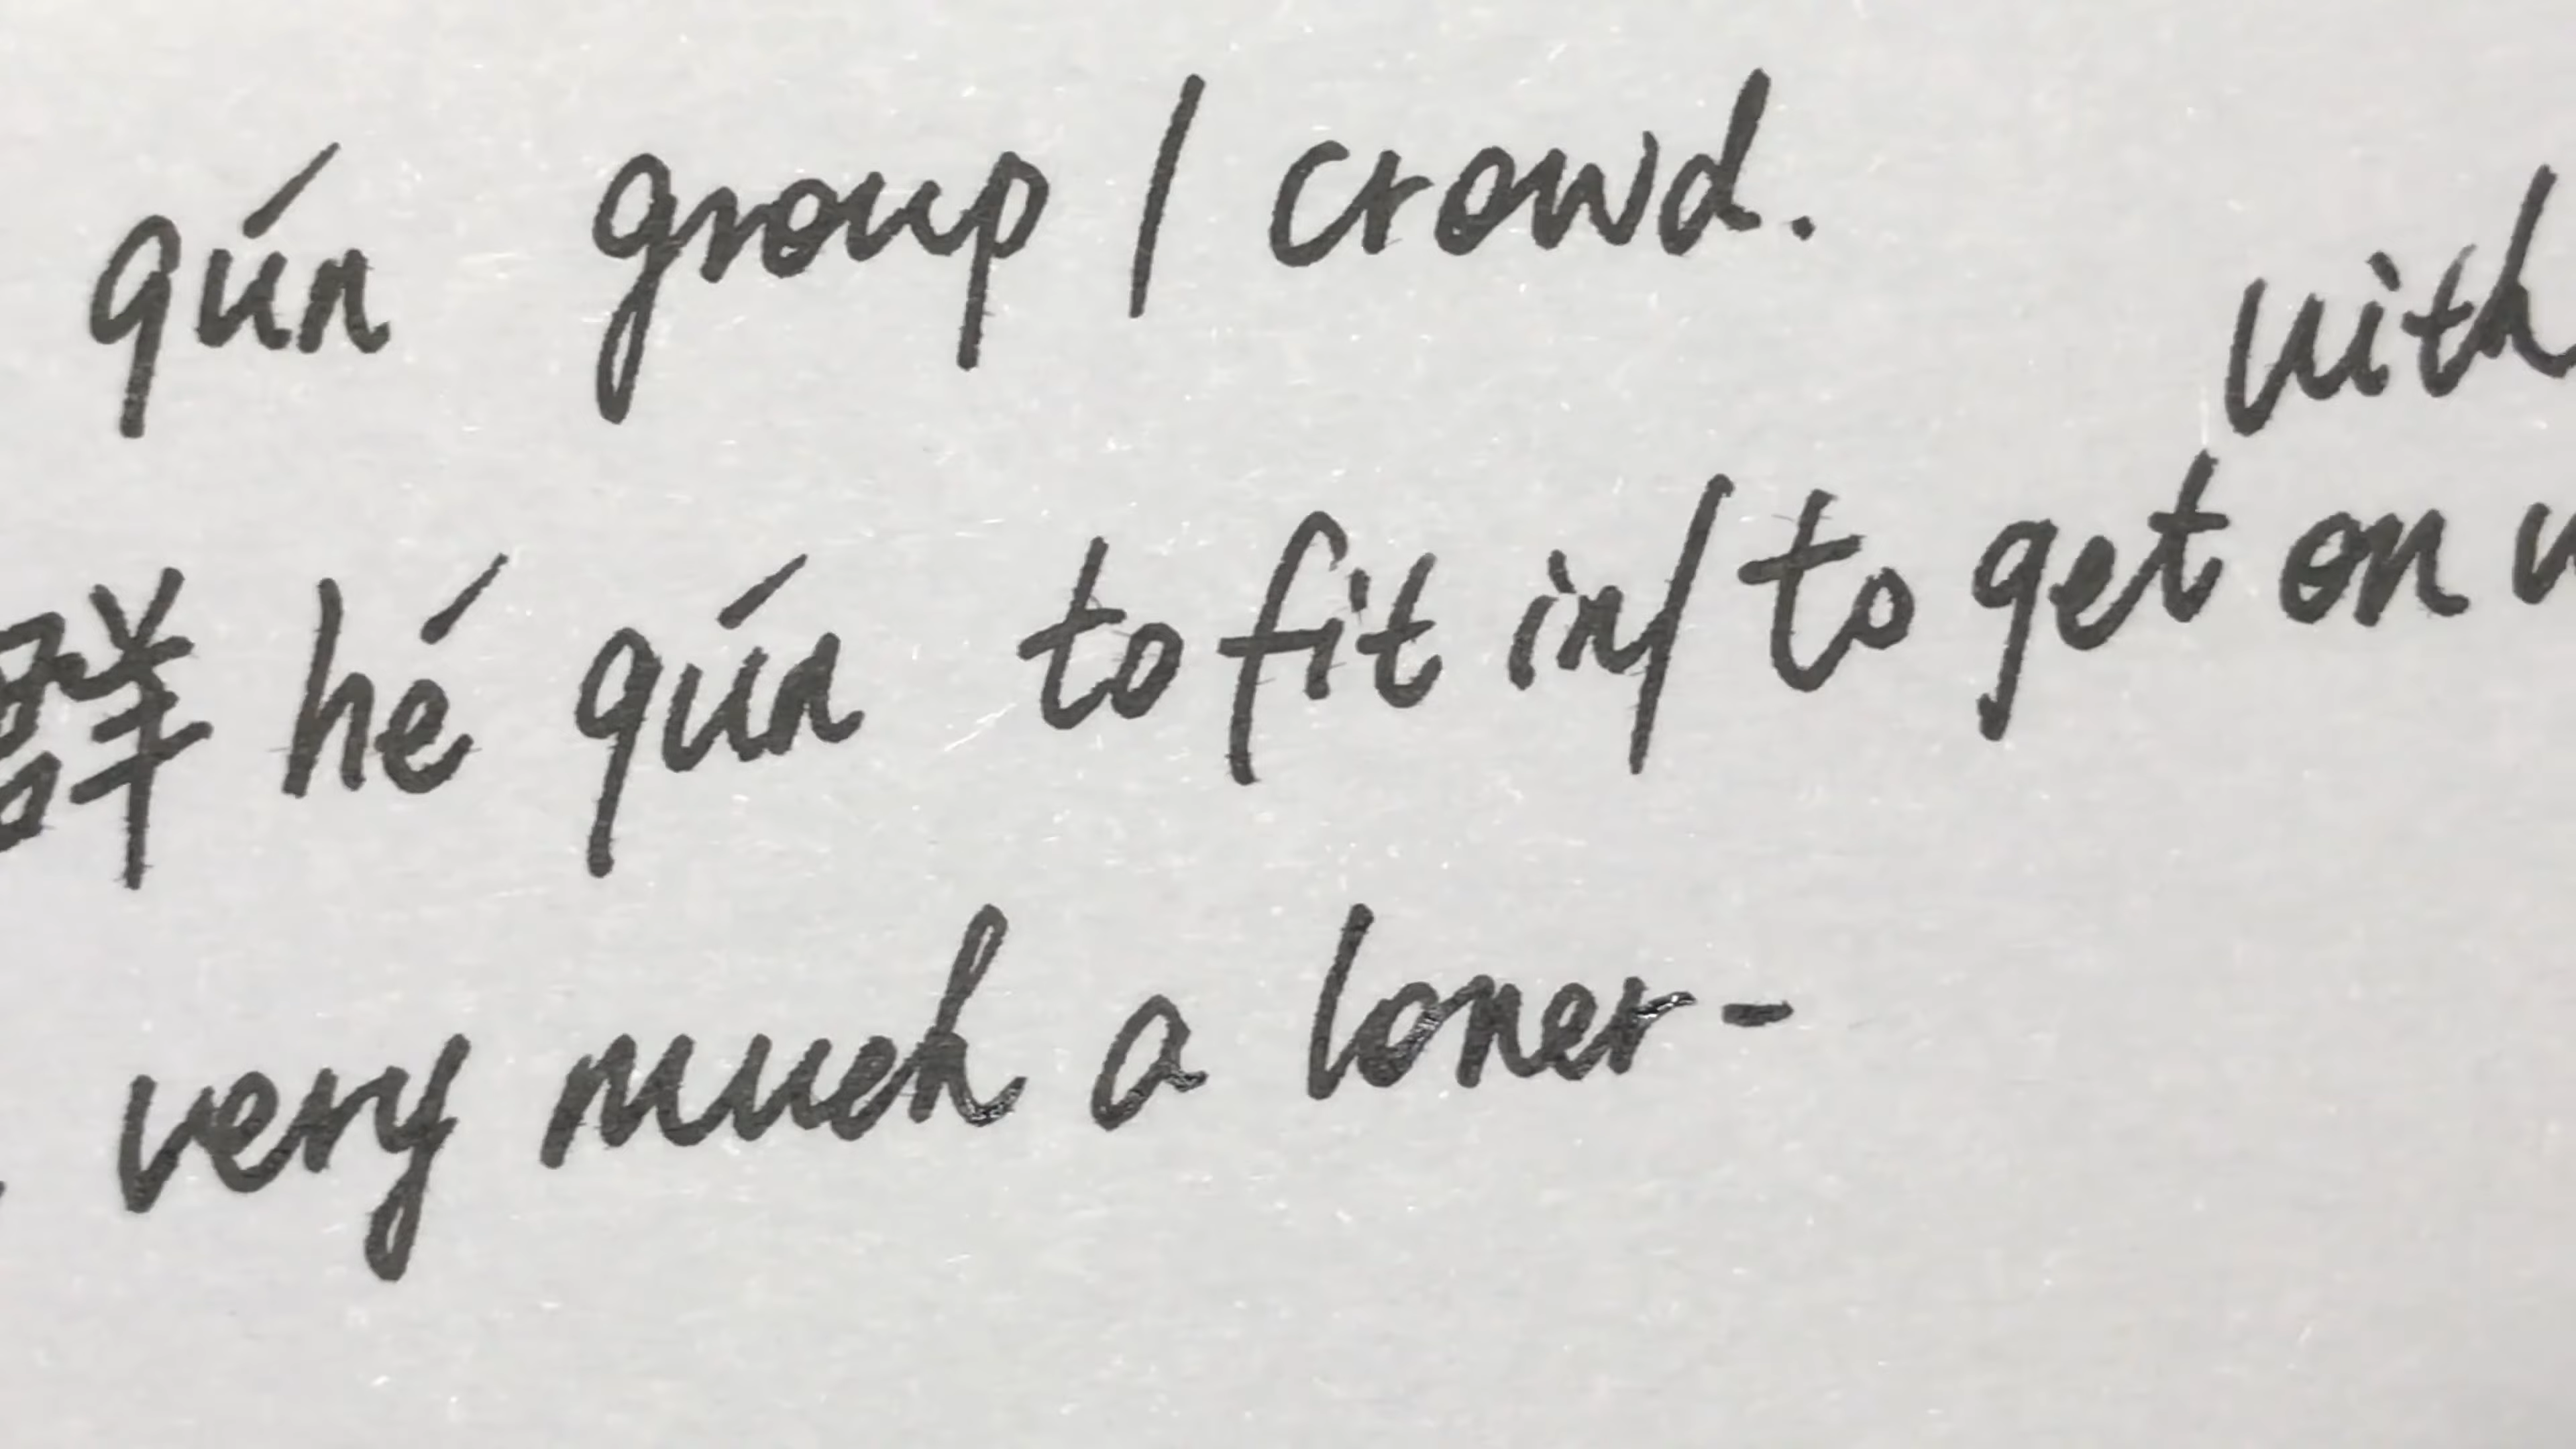 qún group / crowd.
with
群 hé qún to fit in/to get on
very much a loner-